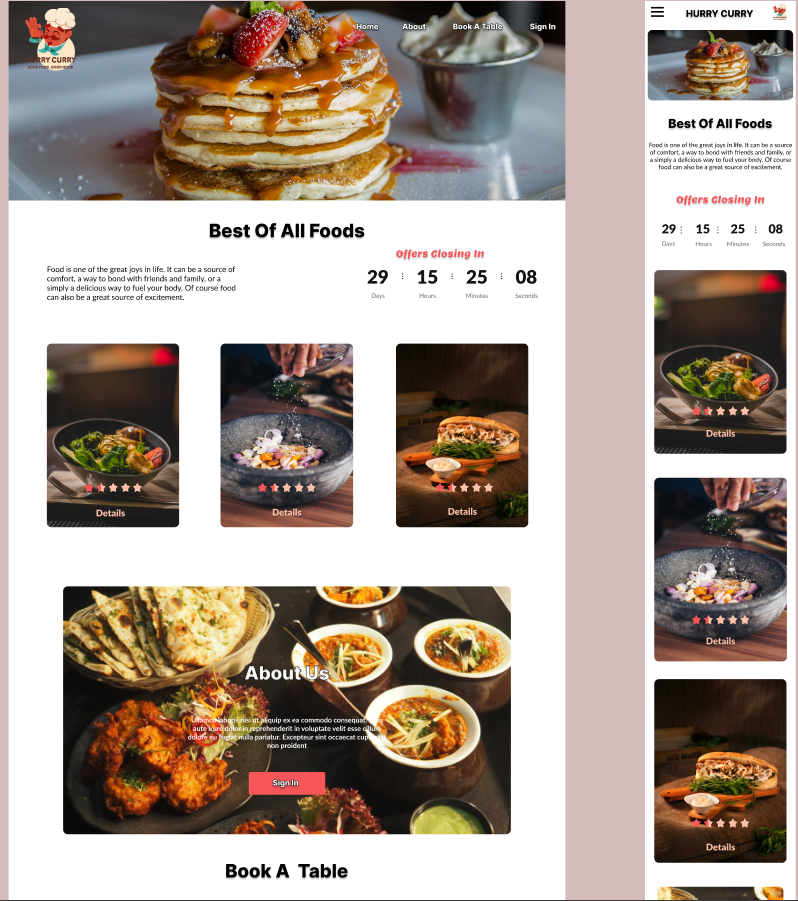 Home About Book A Table Sign In
HURRY CURRY
GOOD FOOD, GOOD MOOD
Best Of All Foods
Food is one of the great joys in life. It can be a source of
comfort, a way to bond with friends and family, or a
simply a delicious way to fuel your body. Of course food
can also be a great source of excitement.
Offers Closing In
29 : 15 : 25 : 08
Days Hours Minutes Seconds
Details Details Details
About Us
Ullamco laboris nisi ut aliquip ex ea commodo consequat.
aute irure dolor in reprehenderit in voluptate velit esse cillum
dolore eu fugiat nulla pariatur. Excepteur sint occaecat
non proident
Sign In
Book A Table
HURRY CURRY
Best Of All Foods
Food is one of the great joys in life. It can be a source
of comfort, a way to bond with friends and family, or
a simply a delicious way to fuel your body. Of course
food can also be a great source of excitement.
Offers Closing In
29 : 15 : 25 : 08
Days Hours Minutes Seconds
Details
Details
Details